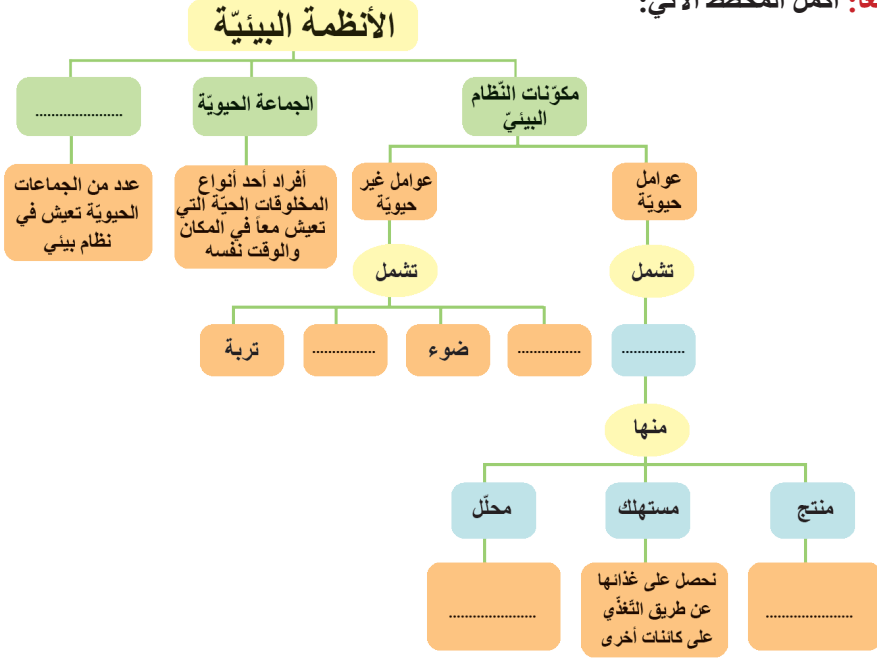 عاً: أكمل المخطط الآتي:
الأنظمة البيئيّة
مكوّنات النّظام
البيئيّ
الجماعة الحيويّة
......................
عوامل
حيويّة
عوامل غير
حيويّة
أفراد أحد أنواع
المخلوقات الحيّة التي
تعيش معاً في المكان
والوقت نفسه
عدد من الجماعات
الحيويّة تعيش في
نظام بيئي
تشمل
تشمل
................
................
ضوء
................
تربة
منها
منتج
مستهلك
محلّل
......................
نحصل على غذائها
عن طريق التّغذّي
على كائنات أخرى
......................